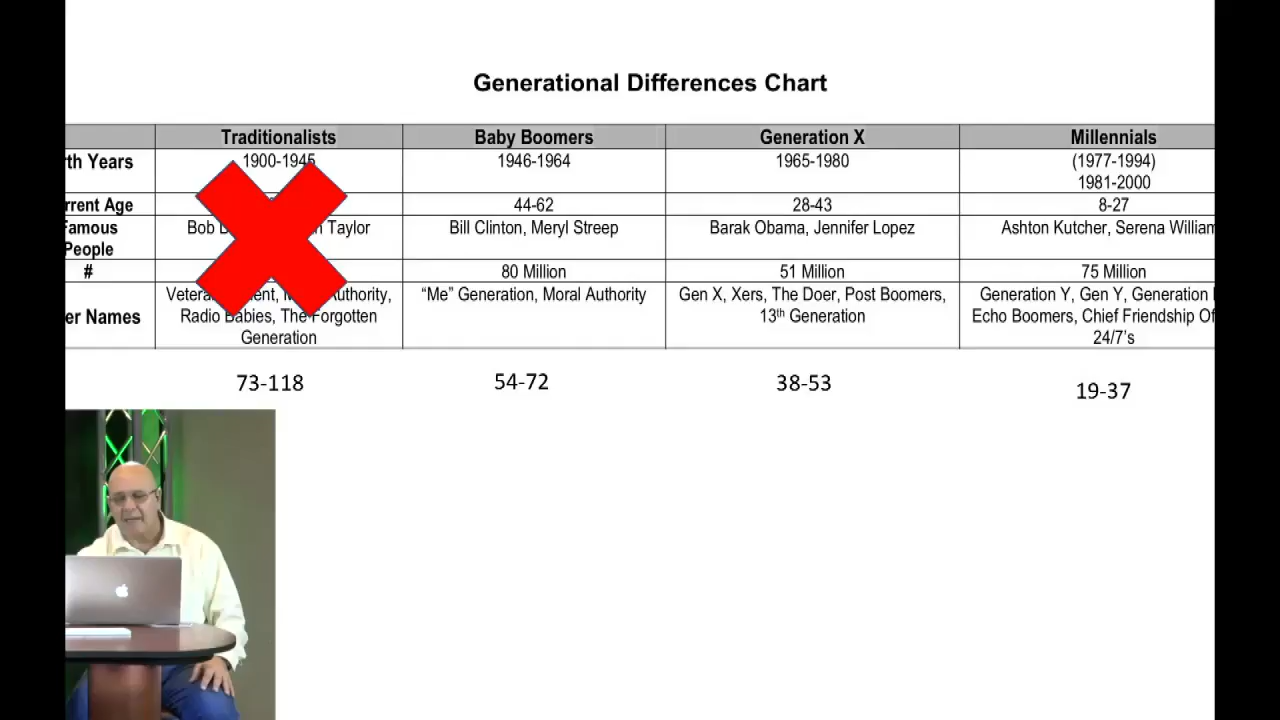 Generational Differences Chart
Traditionalists Baby Boomers Generation X Millennials
rth Years 1900-1945 1946-1964 1965-1980 (1977-1994)
1981-2000
rrent Age 44-62 28-43 8-27
Famous Bob Taylor Bill Clinton, Meryl Streep Barak Obama, Jennifer Lopez Ashton Kutcher, Serena William
People
# 80 Million 51 Million 75 Million
er Names Authority, "Me" Generation, Moral Authority Gen X, Xers, The Doer, Post Boomers, Generation Y, Gen Y, Generation
Radio Babies, The Forgotten 13th Generation Echo Boomers, Chief Friendship Of
Generation 24/7's
73-118 54-72 38-53 19-37